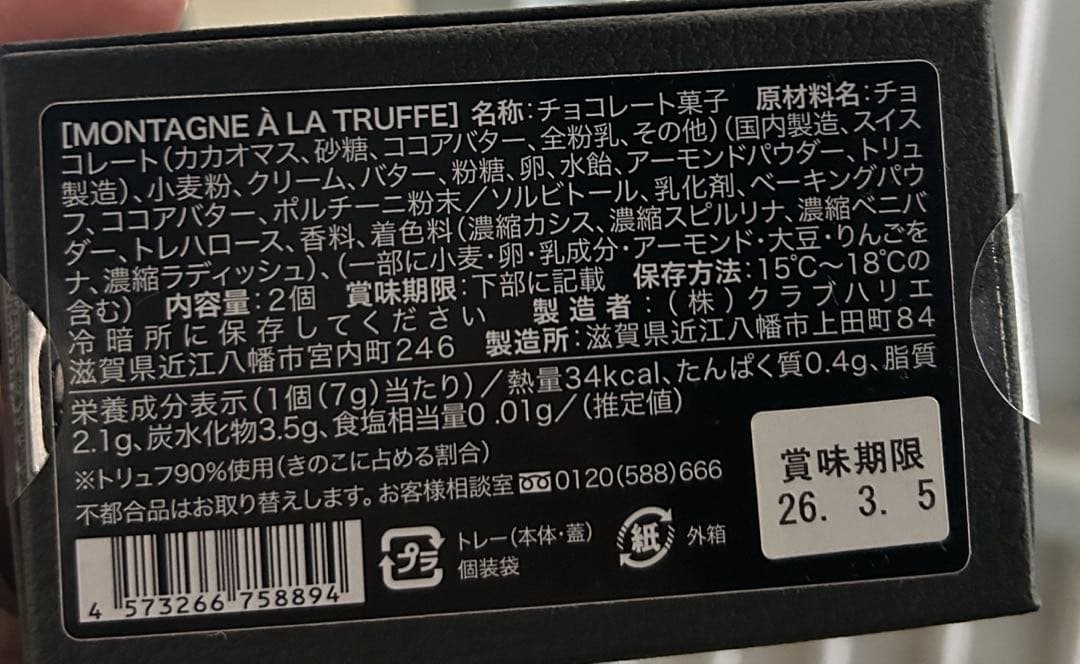 [MONTAGNE À LA TRUFFE] 名称:チョコレート菓子 原材料名:チョ
コレート(カカオマス、砂糖、ココアバター、全粉乳、その他)(国内製造、スイス
製造)、小麦粉、クリーム、バター、粉糖、卵、水飴、アーモンドパウダー、トリュ
フ、ココアバター、ポルチーニ粉末/ソルビトール、乳化剤、ベーキングパウ
ダー、トレハロース、香料、着色料(濃縮カシス、濃縮スピルリナ、濃縮ベニバ
ナ、濃縮ラディッシュ)、(一部に小麦・卵・乳成分・アーモンド・大豆・りんごを
含む) 内容量:2個 賞味期限:下部に記載 保存方法:15℃~18℃の
冷暗所に保存してください 製造者:(株)クラブハリエ
滋賀県近江八幡市宮内町246 製造所:滋賀県近江八幡市上田町84
栄養成分表示(1個(7g)当たり)/熱量34kcal、たんぱく質0.4g、脂質
2.1g、炭水化物3.5g、食塩相当量0.01g/(推定値)
※トリュフ90%使用(きのこに占める割合)
不都合品はお取り替えします。お客様相談室 0120(588)666
賞味期限
26. 3. 5
4 573266 758894
プラ
トレー(本体・蓋)
個装袋
紙
外箱